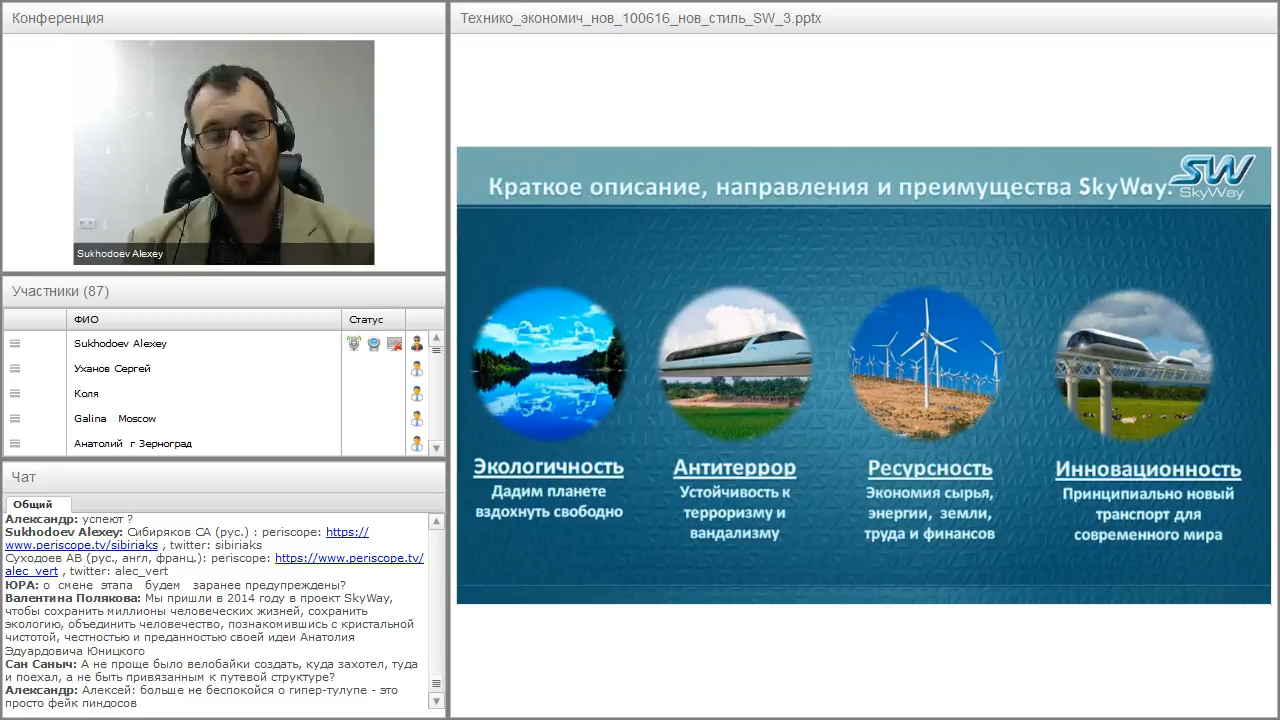 Конференция
Sukhodoev Alexey
Участники (87)
ФИО
Статус
Sukhodoev Alexey
Уханов Сергей
Коля
Galina Moscow
Анатолий г Зерноград
Чат
Общий
Александр: успеют ?
Sukhodoev Alexey: Сибиряков СА (рус.) : periscope: https://
www.periscope.tv/sibiriaks , twitter: sibiriaks
Суходоев АВ (рус., англ, франц.): periscope: https://www.periscope.tv/
alec_vert , twitter: alec_vert
ЮРА: о смене этапа будем заранее предупреждены?
Валентина Полякова: Мы пришли в 2014 году в проект SkyWay,
чтобы сохранить миллионы человеческих жизней, сохранить
экологию, объединить человечество, познакомившись с кристальной
чистотой, честностью и преданностью своей идеи Анатолия
Эдуардовича Юницкого
Сан Саныч: А не проще было велобайки создать, куда захотел, туда
и поехал, а не быть привязанным к путевой структуре?
Александр: Алексей: больше не беспокойся о гипер-тулупе - это
просто фейк пиндосов
Технико_экономич_нов_100616_нов_стиль_SW_3.pptx
Краткое описание, направления и преимущества SkyWay.
SW
SkyWay
Экологичность
Дадим планете
вздохнуть свободно
Антитеррор
Устойчивость к
терроризму и
вандализму
Ресурсность
Экономия сырья,
энергии, земли,
труда и финансов
Инновационность
Принципиально новый
транспорт для
современного мира